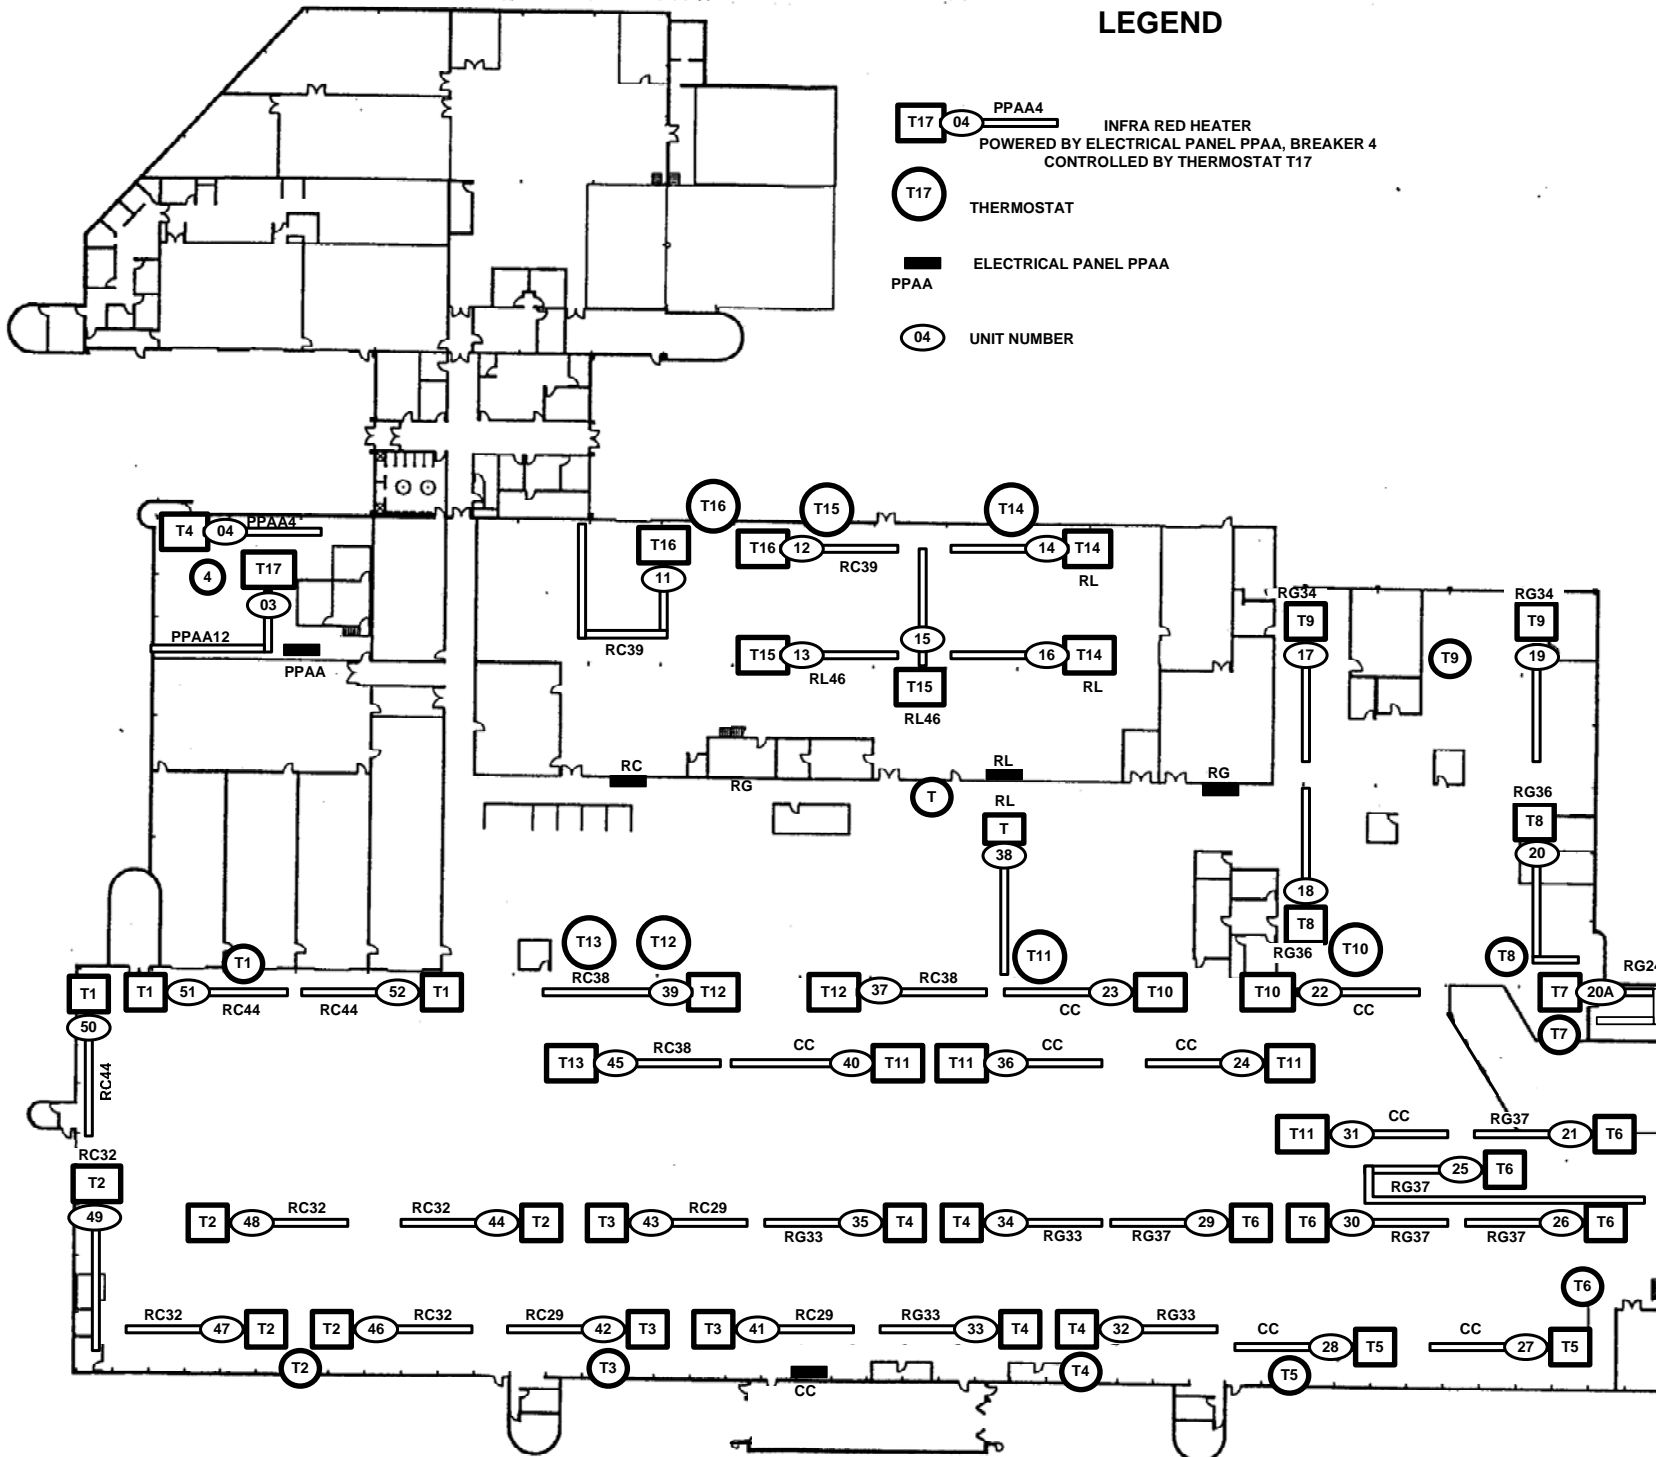 LEGEND
T17 04 PPAA4
INFRA RED HEATER
POWERED BY ELECTRICAL PANEL PPAA, BREAKER 4
CONTROLLED BY THERMOSTAT T17
T17 THERMOSTAT
ELECTRICAL PANEL PPAA
PPAA
04 UNIT NUMBER
T16 T15 T14
T4 04 PPAA4
T16 T16 12 14 T14
RC39 RL
4 T17 11
03
RG34 RG34
T9 T9
PPAA12
PPAA
RC39
T15 13 15 16 T14
RL46 RL
T15
RL46
17 T9 19
RC RL RG
RG
T RL
T
38
RG36
T8
20
18
T8
RG36
T13 T12 T11 T10 T8
T1
RC38
T1 T1 51 52 T1
RC44 RC44
39 T12 T12 37 RC38
23 T10 T10 22
CC CC
T7 20A RG24
T7
50
RC44
T13 45 RC38 CC 40 T11 T11 36 CC CC 24 T11
T11 31 CC RG37 21 T6
25 T6
RG37
RC32
T2
49
T2 48 RC32 RC32 44 T2 T3 43 RC29
35 T4 T4 34 29 T6 T6 30 26 T6
RG33 RG33 RG37 RG37 RG37
T6
RC32 47 T2 T2 46 RC32 RC29 42 T3 T3 41 RC29 RG33 33 T4 T4 32 RG33
CC 28 T5 CC 27 T5
T2 T3 T4 T5
CC